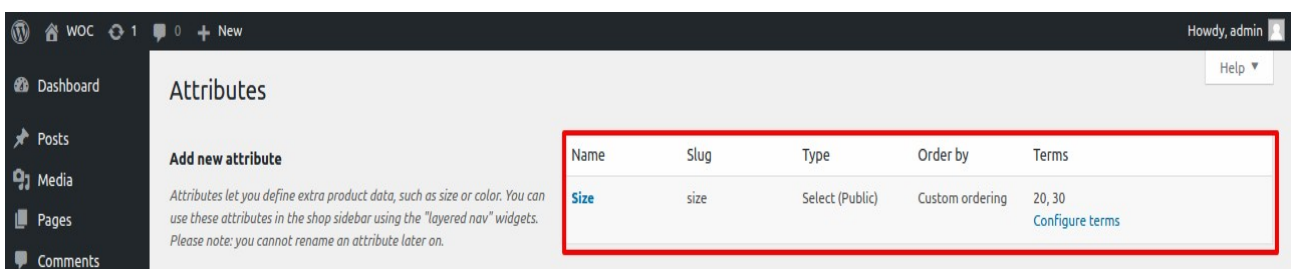 WOC 1 0 New Howdy, admin
Help
Dashboard
Attributes
Posts
Add new attribute
Name Slug Type Order by Terms
Media
Attributes let you define extra product data, such as size or color. You can
use these attributes in the shop sidebar using the "layered nav" widgets.
Please note: you cannot rename an attribute later on.
Size size Select (Public) Custom ordering 20, 30
Configure terms
Pages
Comments